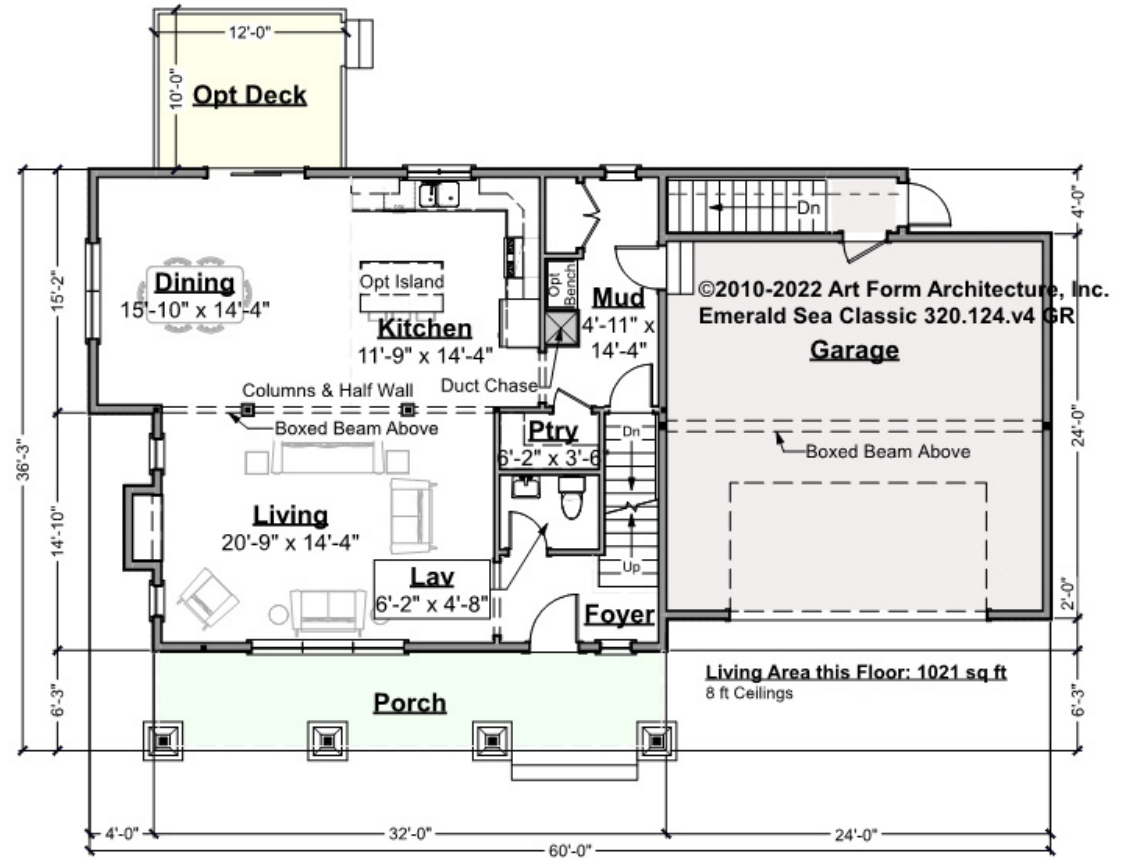 12'-0"
10'-0"
Opt Deck
Dn
4'-0"
Dining
15'-10" x 14'-4"
15'-2"
Opt Island
Kitchen
11'-9" x 14'-4"
Opt
Bench
Mud
4'-11" x
14'-4"
©2010-2022 Art Form Architecture, Inc.
Emerald Sea Classic 320.124.v4 GR
Garage
Duct Chase
Columns & Half Wall
Boxed Beam Above
Ptry
6'-2" x 3'-6
Dn
Boxed Beam Above
24'-0"
36'-3"
14'-10"
Living
20'-9" x 14'-4"
Lav
6'-2" x 4'-8"
Up
Foyer
2'-0"
Living Area this Floor: 1021 sq ft
8 ft Ceilings
6'-3"
Porch
6'-3"
4'-0"
32'-0"
24'-0"
60'-0"